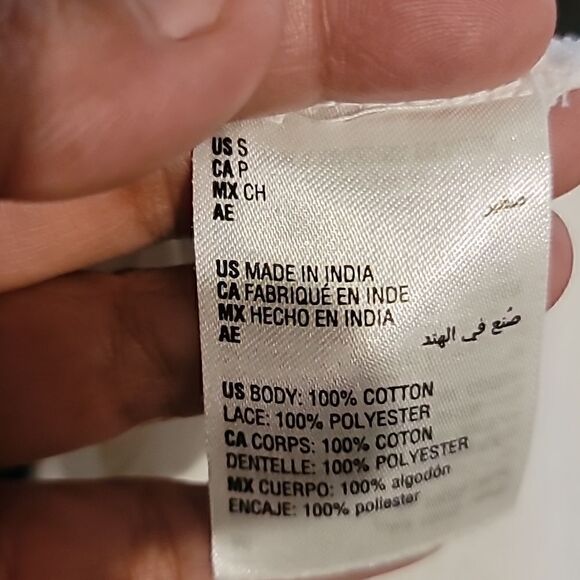 US S
CA P
MX CH
AE صغير
US MADE IN INDIA
CA FABRIQUÉ EN INDE
MX HECHO EN INDIA
AE صُنع في الهند
US BODY: 100% COTTON
LACE: 100% POLYESTER
CA CORPS: 100% COTON
DENTELLE: 100% POLYESTER
MX CUERPO: 100% algodón
ENCAJE: 100% poliester